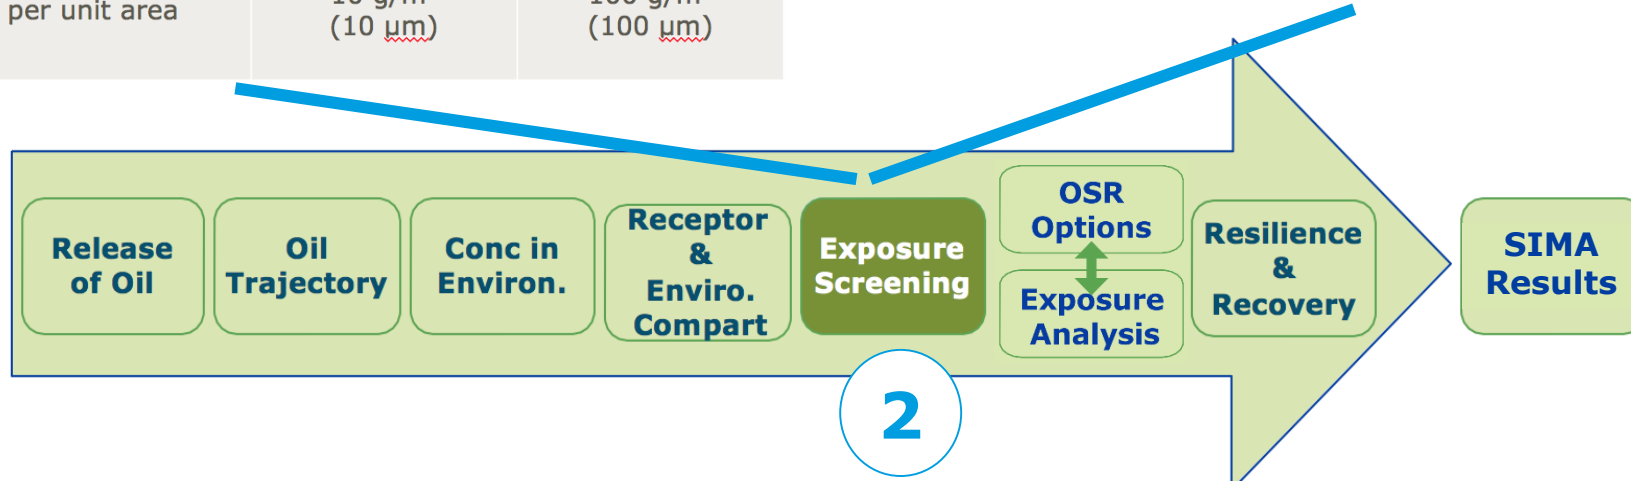 per unit area
(10 µm)
(100 µm)
Release
of Oil
Oil
Trajectory
Conc in
Environ.
Receptor
&
Enviro.
Compart
Exposure
Screening
OSR
Options
Exposure
Analysis
Resilience
&
Recovery
SIMA
Results
2